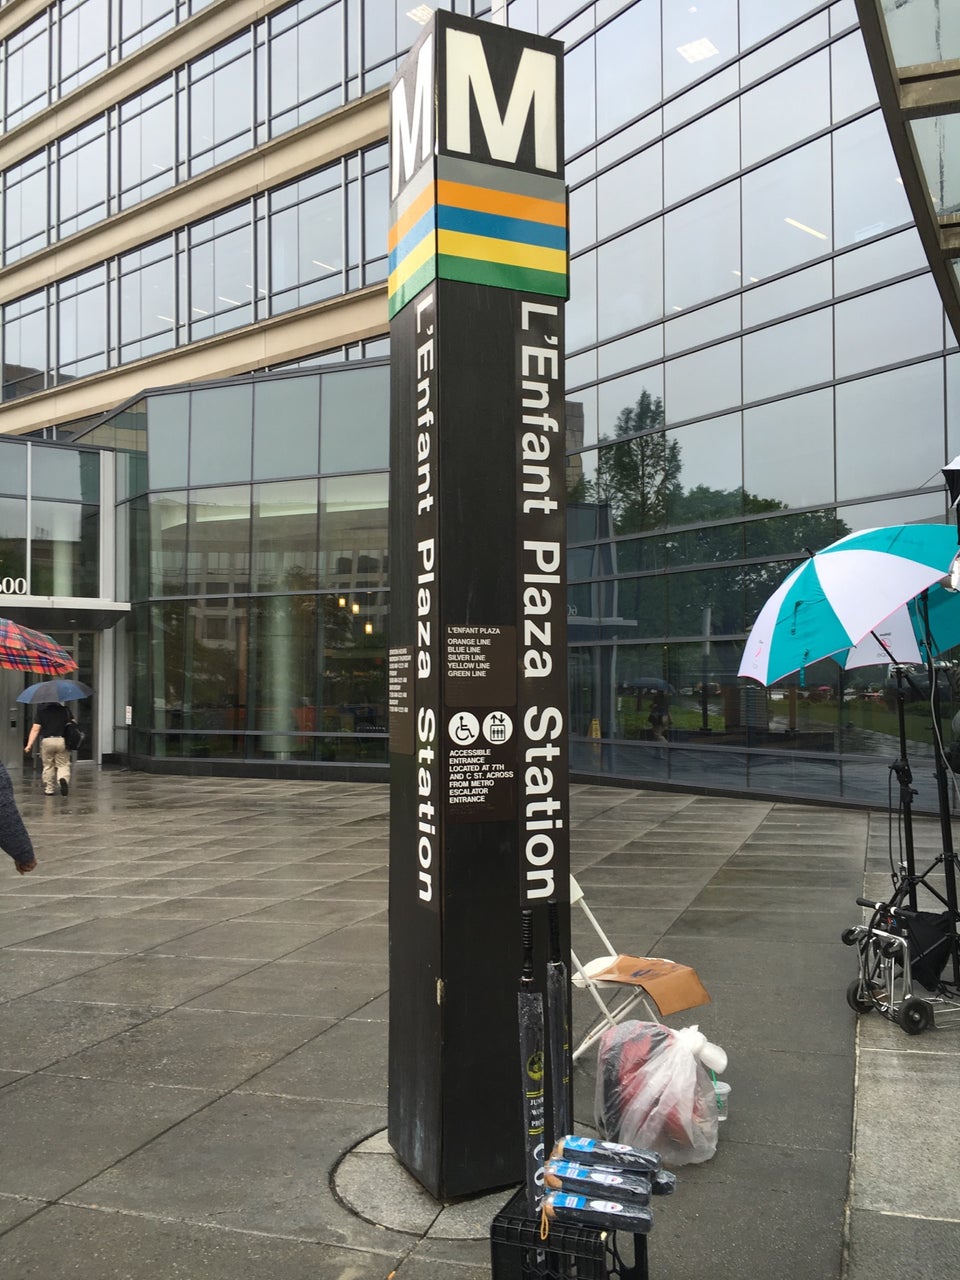 M
M
L'Enfant Plaza Station
L'Enfant Plaza Station
L'ENFANT PLAZA
ORANGE LINE
BLUE LINE
SILVER LINE
YELLOW LINE
GREEN LINE
ACCESSIBLE
ENTRANCE
LOCATED AT 7TH
AND C ST. ACROSS
FROM METRO
ESCALATOR
ENTRANCE
600